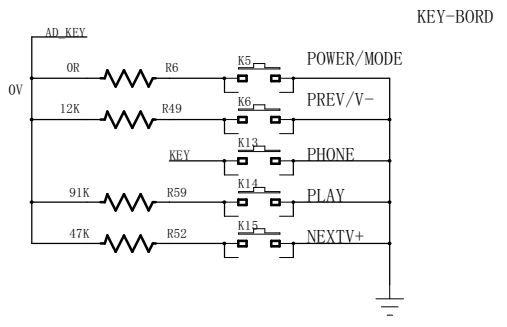 KEY-BORD
AD_KEY
0R R6 K5 POWER/MODE
0V
12K R49 K6 PREV/V-
KEY K13 PHONE
91K R59 K14 PLAY
47K R52 K15 NEXTV+